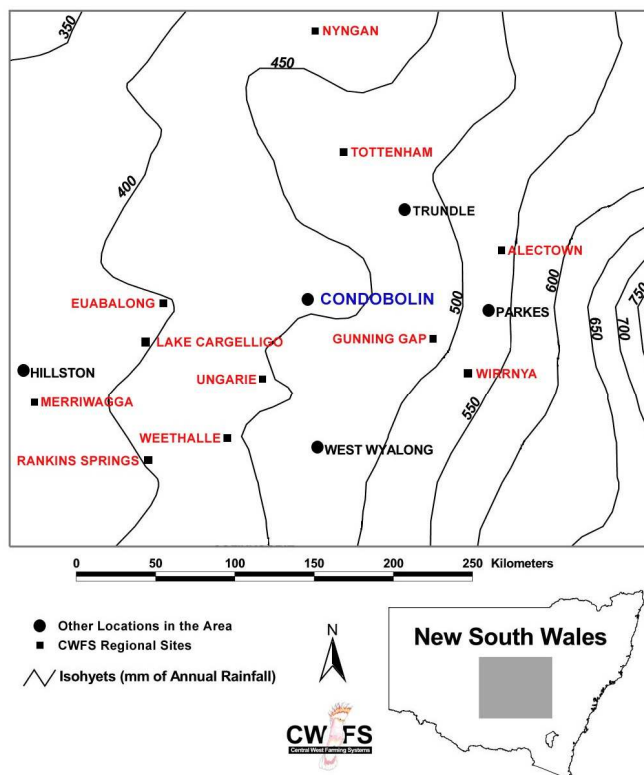 350
NYNGAN
450
TOTTENHAM
400
TRUNDLE
ALECTOWN
600
750
EUABALONG
CONDOBOLIN
500
PARKES
650
700
LAKE CARGELLIGO
GUNNING GAP
HILLSTON
UNGARIE
WIRRNYA
MERRIWAGGA
550
WEETHALLE
WEST WYALONG
RANKINS SPRINGS
0 50 100 150 200 250 Kilometers
Other Locations in the Area
CWFS Regional Sites
Isohyets (mm of Annual Rainfall)
N
New South Wales
CWFS
Central West Farming Systems